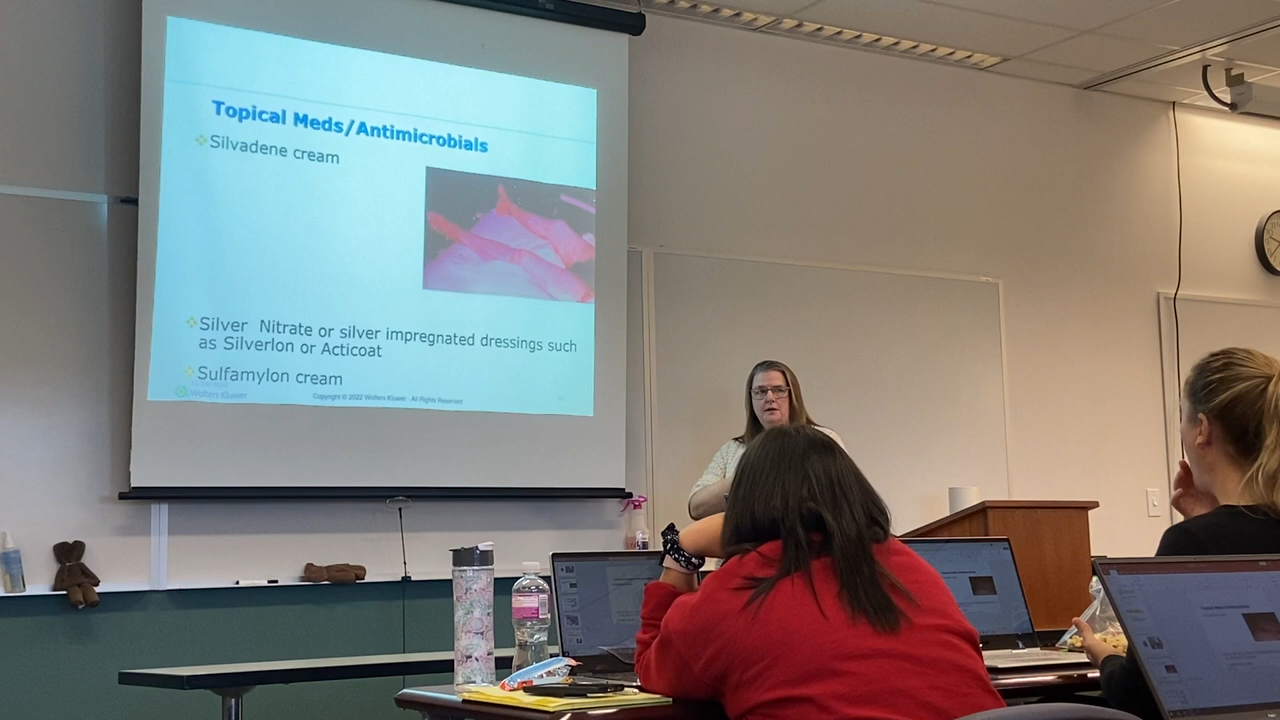 Topical Meds/Antimicrobials
Silvadene cream
Silver Nitrate or silver impregnated dressings such
as Silverlon or Acticoat
Sulfamylon cream
Wolters Kluwer
Copyright © 2022 Wolters Kluwer · All Rights Reserved